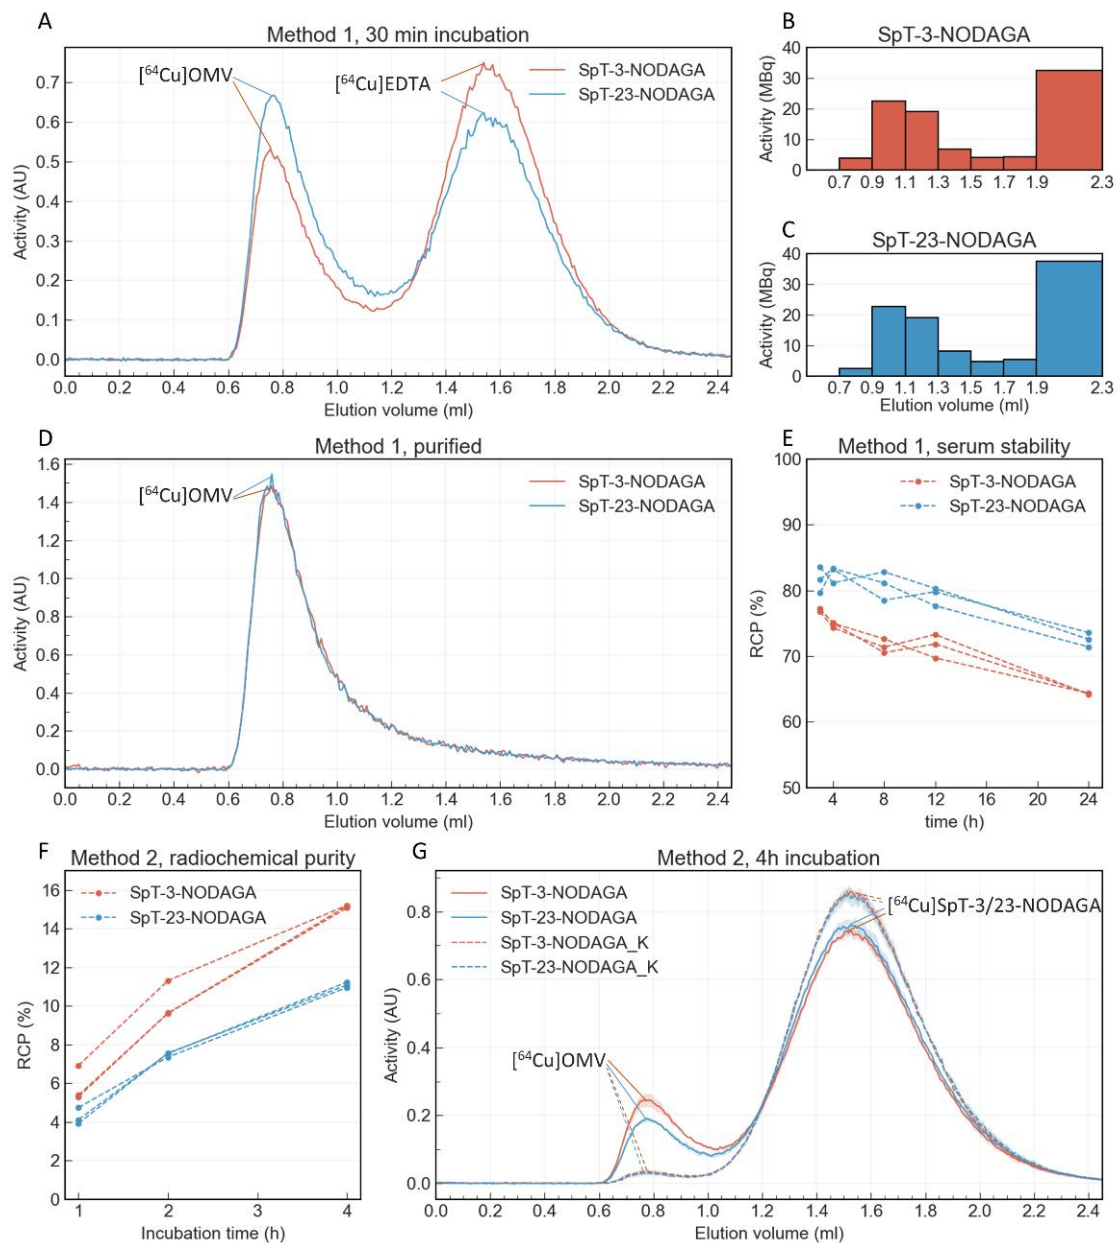 A
Method 1, 30 min incubation
[⁶⁴Cu]OMV
[⁶⁴Cu]EDTA
SpT-3-NODAGA
SpT-23-NODAGA
Activity (AU)
0.7
0.6
0.5
0.4
0.3
0.2
0.1
0.0
0.0 0.2 0.4 0.6 0.8 1.0 1.2 1.4 1.6 1.8 2.0 2.2 2.4
Elution volume (ml)
B
SpT-3-NODAGA
Activity (MBq)
40
30
20
10
0
0.7 0.9 1.1 1.3 1.5 1.7 1.9 2.3
C
SpT-23-NODAGA
Activity (MBq)
40
30
20
10
0
0.7 0.9 1.1 1.3 1.5 1.7 1.9 2.3
Elution volume (ml)
D
Method 1, purified
[⁶⁴Cu]OMV
SpT-3-NODAGA
SpT-23-NODAGA
Activity (AU)
1.6
1.4
1.2
1.0
0.8
0.6
0.4
0.2
0.0
0.0 0.2 0.4 0.6 0.8 1.0 1.2 1.4 1.6 1.8 2.0 2.2 2.4
Elution volume (ml)
E
Method 1, serum stability
SpT-3-NODAGA
SpT-23-NODAGA
RCP (%)
100
90
80
70
60
50
4 8 12 16 20 24
time (h)
F
Method 2, radiochemical purity
SpT-3-NODAGA
SpT-23-NODAGA
RCP (%)
16
14
12
10
8
6
4
2
0
1 2 3 4
Incubation time (h)
G
Method 2, 4h incubation
SpT-3-NODAGA
SpT-23-NODAGA
SpT-3-NODAGA_K
SpT-23-NODAGA_K
[⁶⁴Cu]SpT-3/23-NODAGA
[⁶⁴Cu]OMV
Activity (AU)
0.8
0.6
0.4
0.2
0.0
0.0 0.2 0.4 0.6 0.8 1.0 1.2 1.4 1.6 1.8 2.0 2.2 2.4
Elution volume (ml)